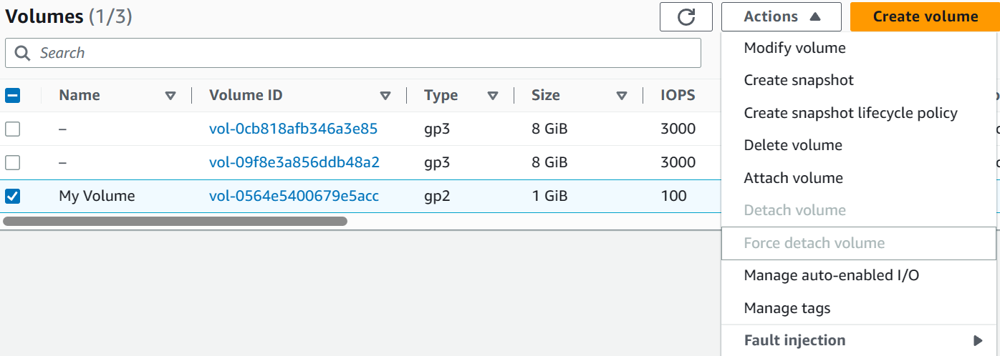 Volumes (1/3)
Actions
Create volume
Search
Name Volume ID Type Size IOPS
– vol-0cb818afb346a3e85 gp3 8 GiB 3000
– vol-09f8e3a856ddb48a2 gp3 8 GiB 3000
My Volume vol-0564e5400679e5acc gp2 1 GiB 100
Modify volume
Create snapshot
Create snapshot lifecycle policy
Delete volume
Attach volume
Detach volume
Force detach volume
Manage auto-enabled I/O
Manage tags
Fault injection